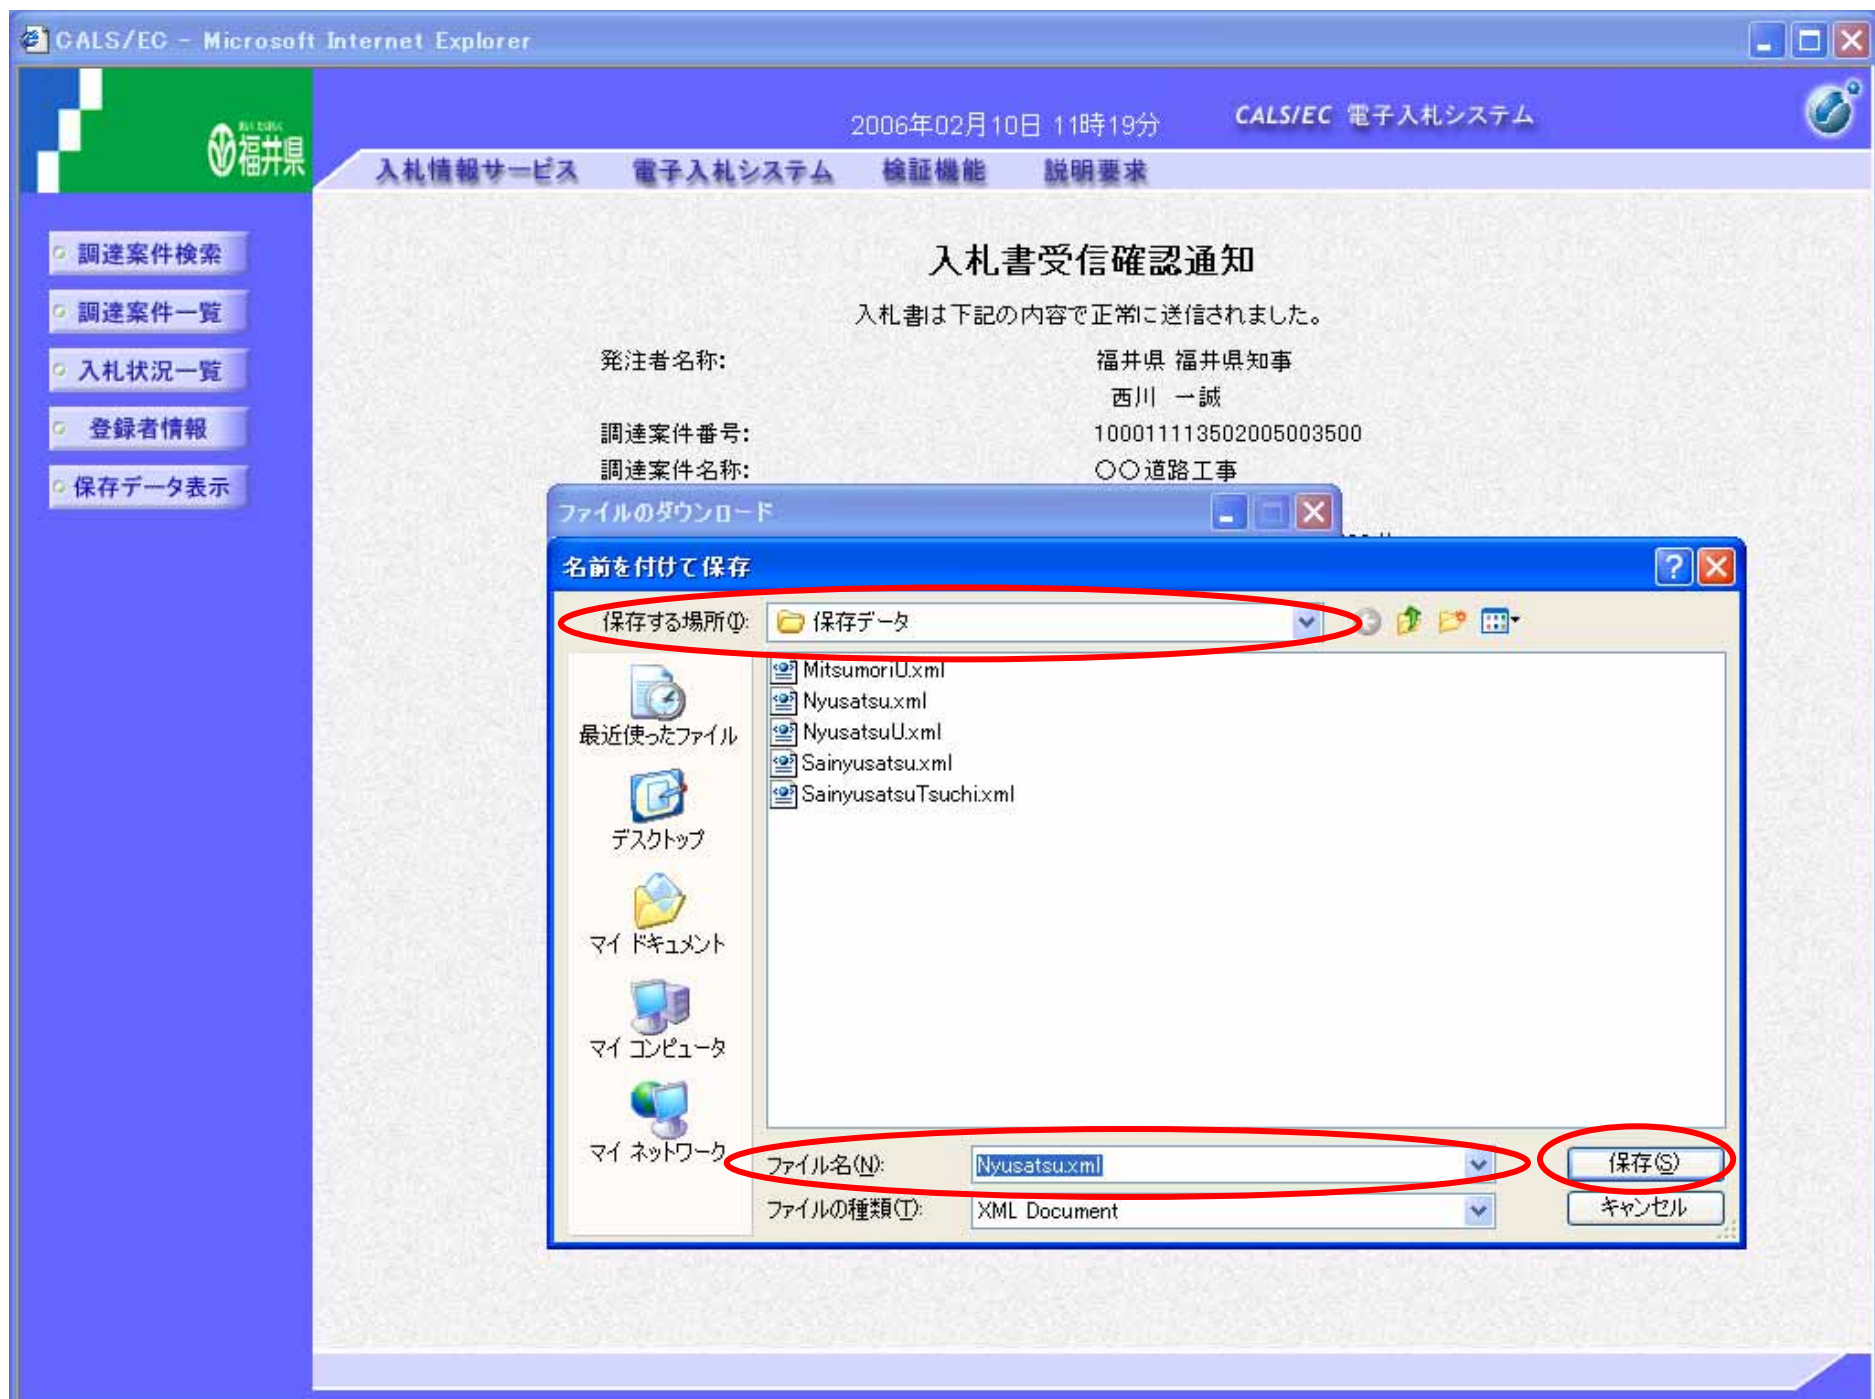 CALS/EC - Microsoft Internet Explorer
福井県
2006年02月10日 11時19分
CALS/EC 電子入札システム
入札情報サービス
電子入札システム
検証機能
説明要求
調達案件検索
調達案件一覧
入札状況一覧
登録者情報
保存データ表示
入札書受信確認通知
入札書は下記の内容で正常に送信されました。
発注者名称: 福井県 福井県知事
西川 一誠
調達案件番号: 100011113502005003500
調達案件名称: 〇〇道路工事
ファイルのダウンロード
名前を付けて保存
保存する場所(I): 保存データ
MitsumoriU.xml
Nyusatsu.xml
NyusatsuU.xml
Sainyusatsu.xml
SainyusatsuTsuchi.xml
最近使ったファイル
デスクトップ
マイ ドキュメント
マイ コンピュータ
マイ ネットワーク
ファイル名(N): Nyusatsu.xml
保存(S)
ファイルの種類(T): XML Document
キャンセル